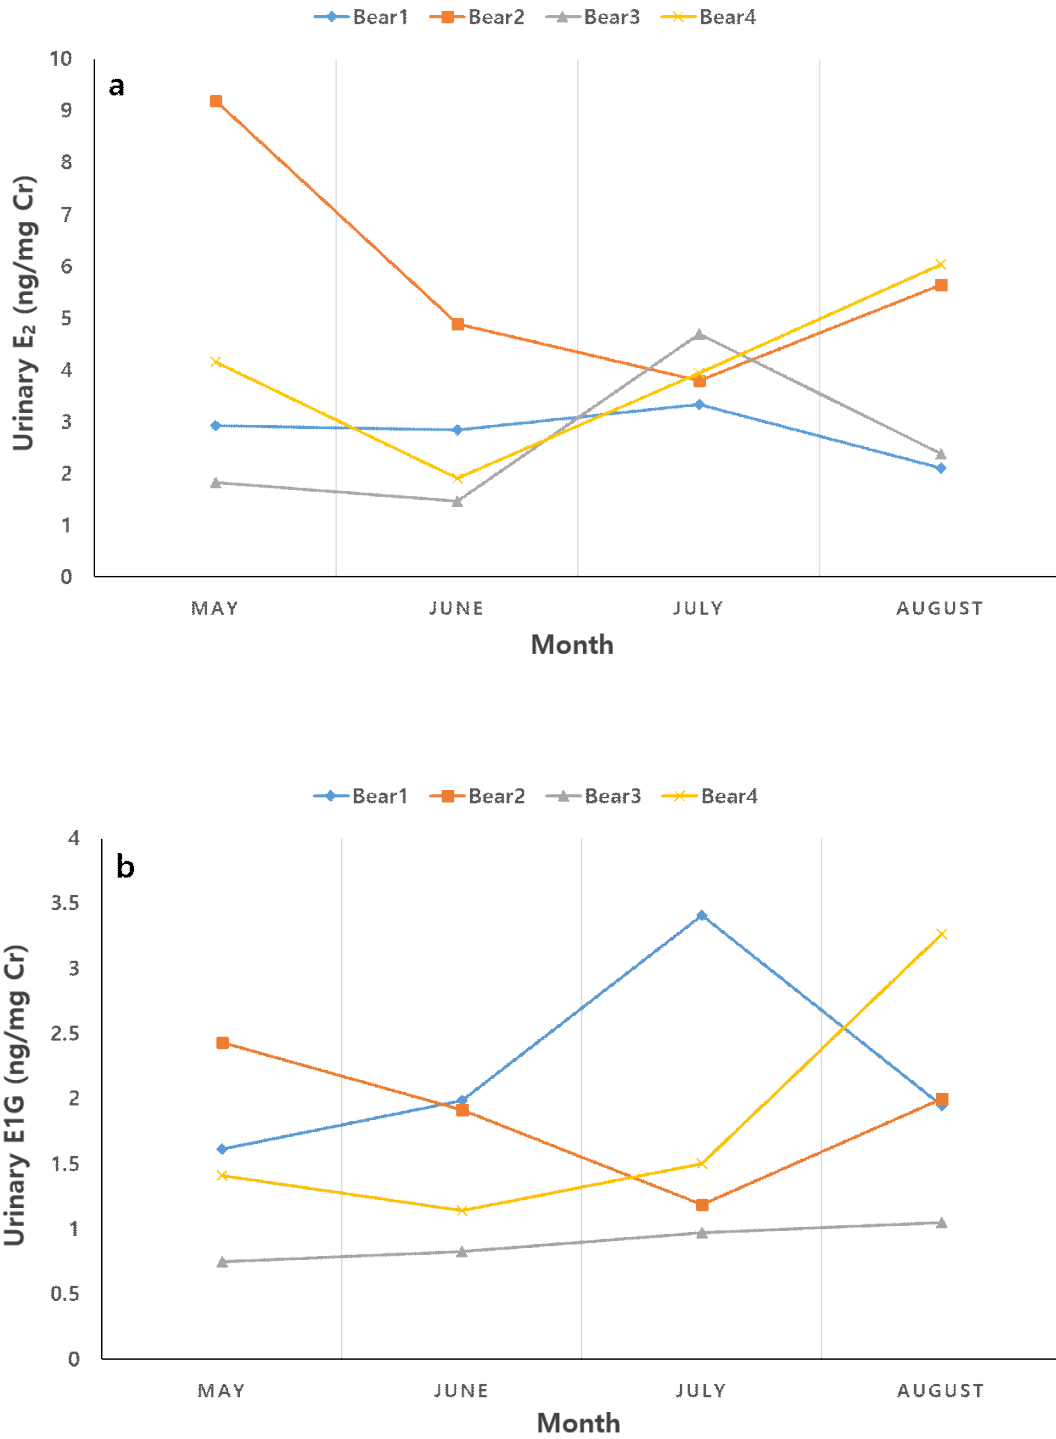 Bear1 Bear2 Bear3 Bear4
a
10
9
8
7
6
5
4
3
2
1
0
Urinary E₂ (ng/mg Cr)
MAY JUNE JULY AUGUST
Month
Bear1 Bear2 Bear3 Bear4
b
4
3.5
3
2.5
2
1.5
1
0.5
0
Urinary E1G (ng/mg Cr)
MAY JUNE JULY AUGUST
Month